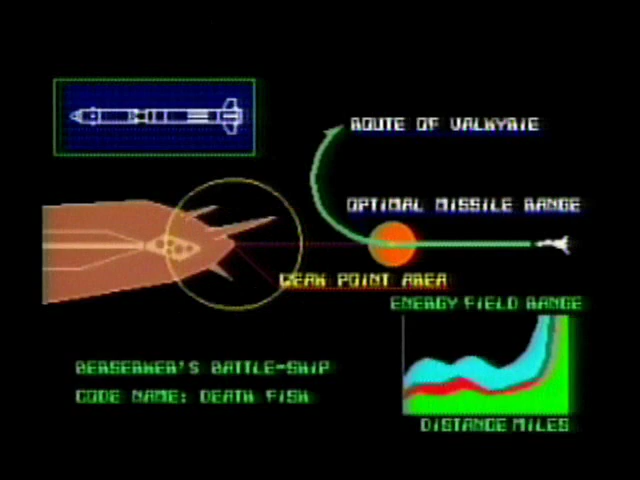 ROUTE OF VALKYRIE
OPTIMAL MISSILE RANGE
WEAK POINT AREA
ENERGY FIELD RANGE
BERSERKER'S BATTLE-SHIP
CODE NAME: DEATH FISH
DISTANCE MILES